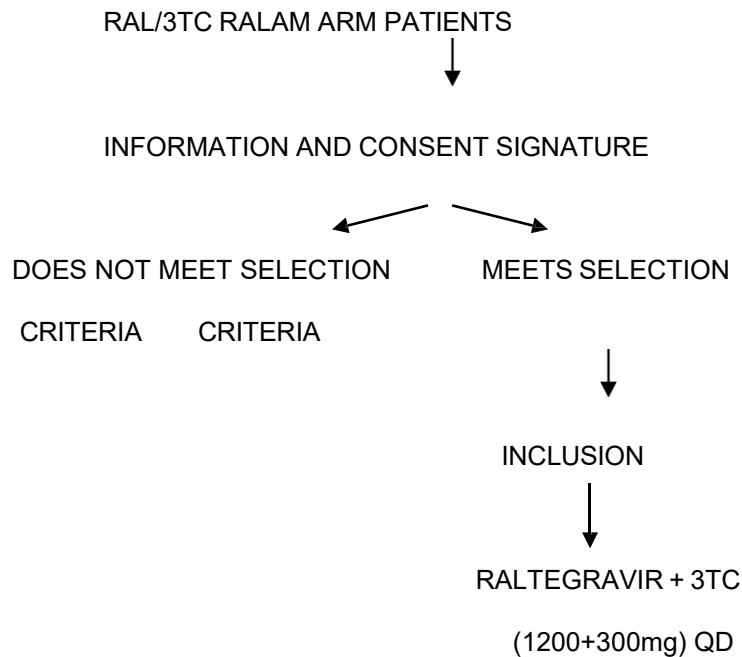 RAL/3TC RALAM ARM PATIENTS
INFORMATION AND CONSENT SIGNATURE
DOES NOT MEET SELECTION MEETS SELECTION
CRITERIA CRITERIA
INCLUSION
RALTEGRAVIR + 3TC
(1200+300mg) QD